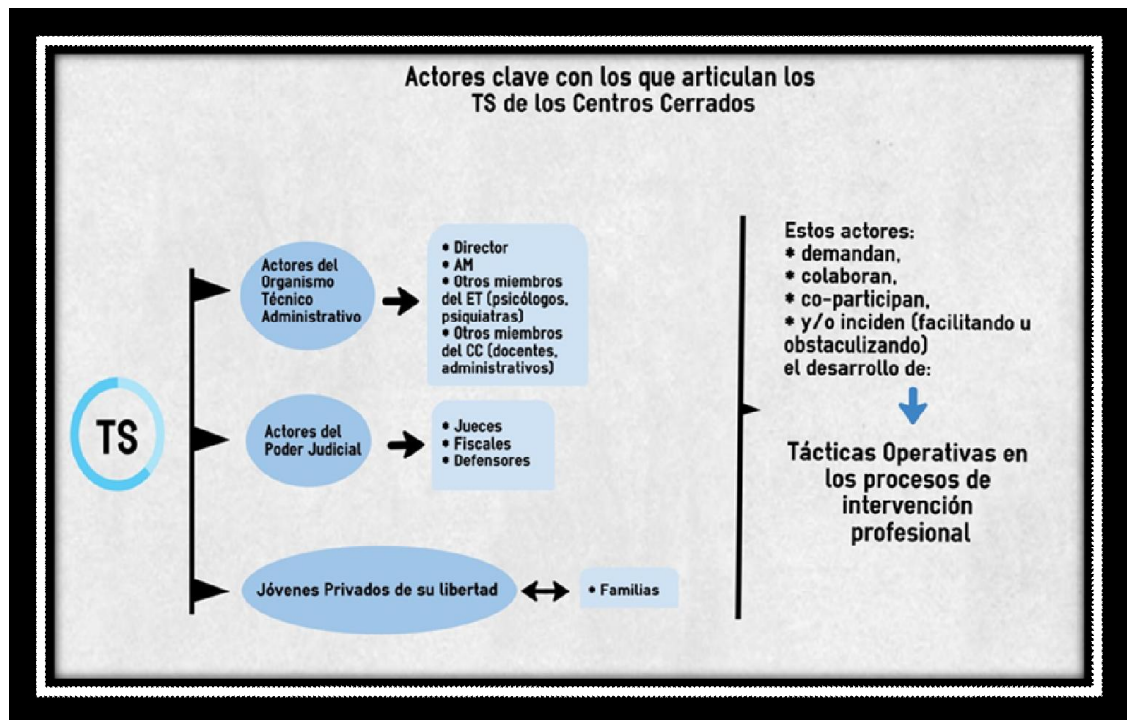 Actores clave con los que articulan los
TS de los Centros Cerrados
TS
Actores del
Organismo
Técnico
Administrativo
* Director
* AM
* Otros miembros
del ET (psicólogos,
psiquiatras)
* Otros miembros
del CC (docentes,
administrativos)
Actores del
Poder Judicial
* Jueces
* Fiscales
* Defensores
Jóvenes Privados de su libertad
* Familias
Estos actores:
* demandan,
* colaboran,
* co-participan,
* y/o inciden (facilitando u
obstaculizando)
el desarrollo de:
Tácticas Operativas en
los procesos de
intervención
profesional